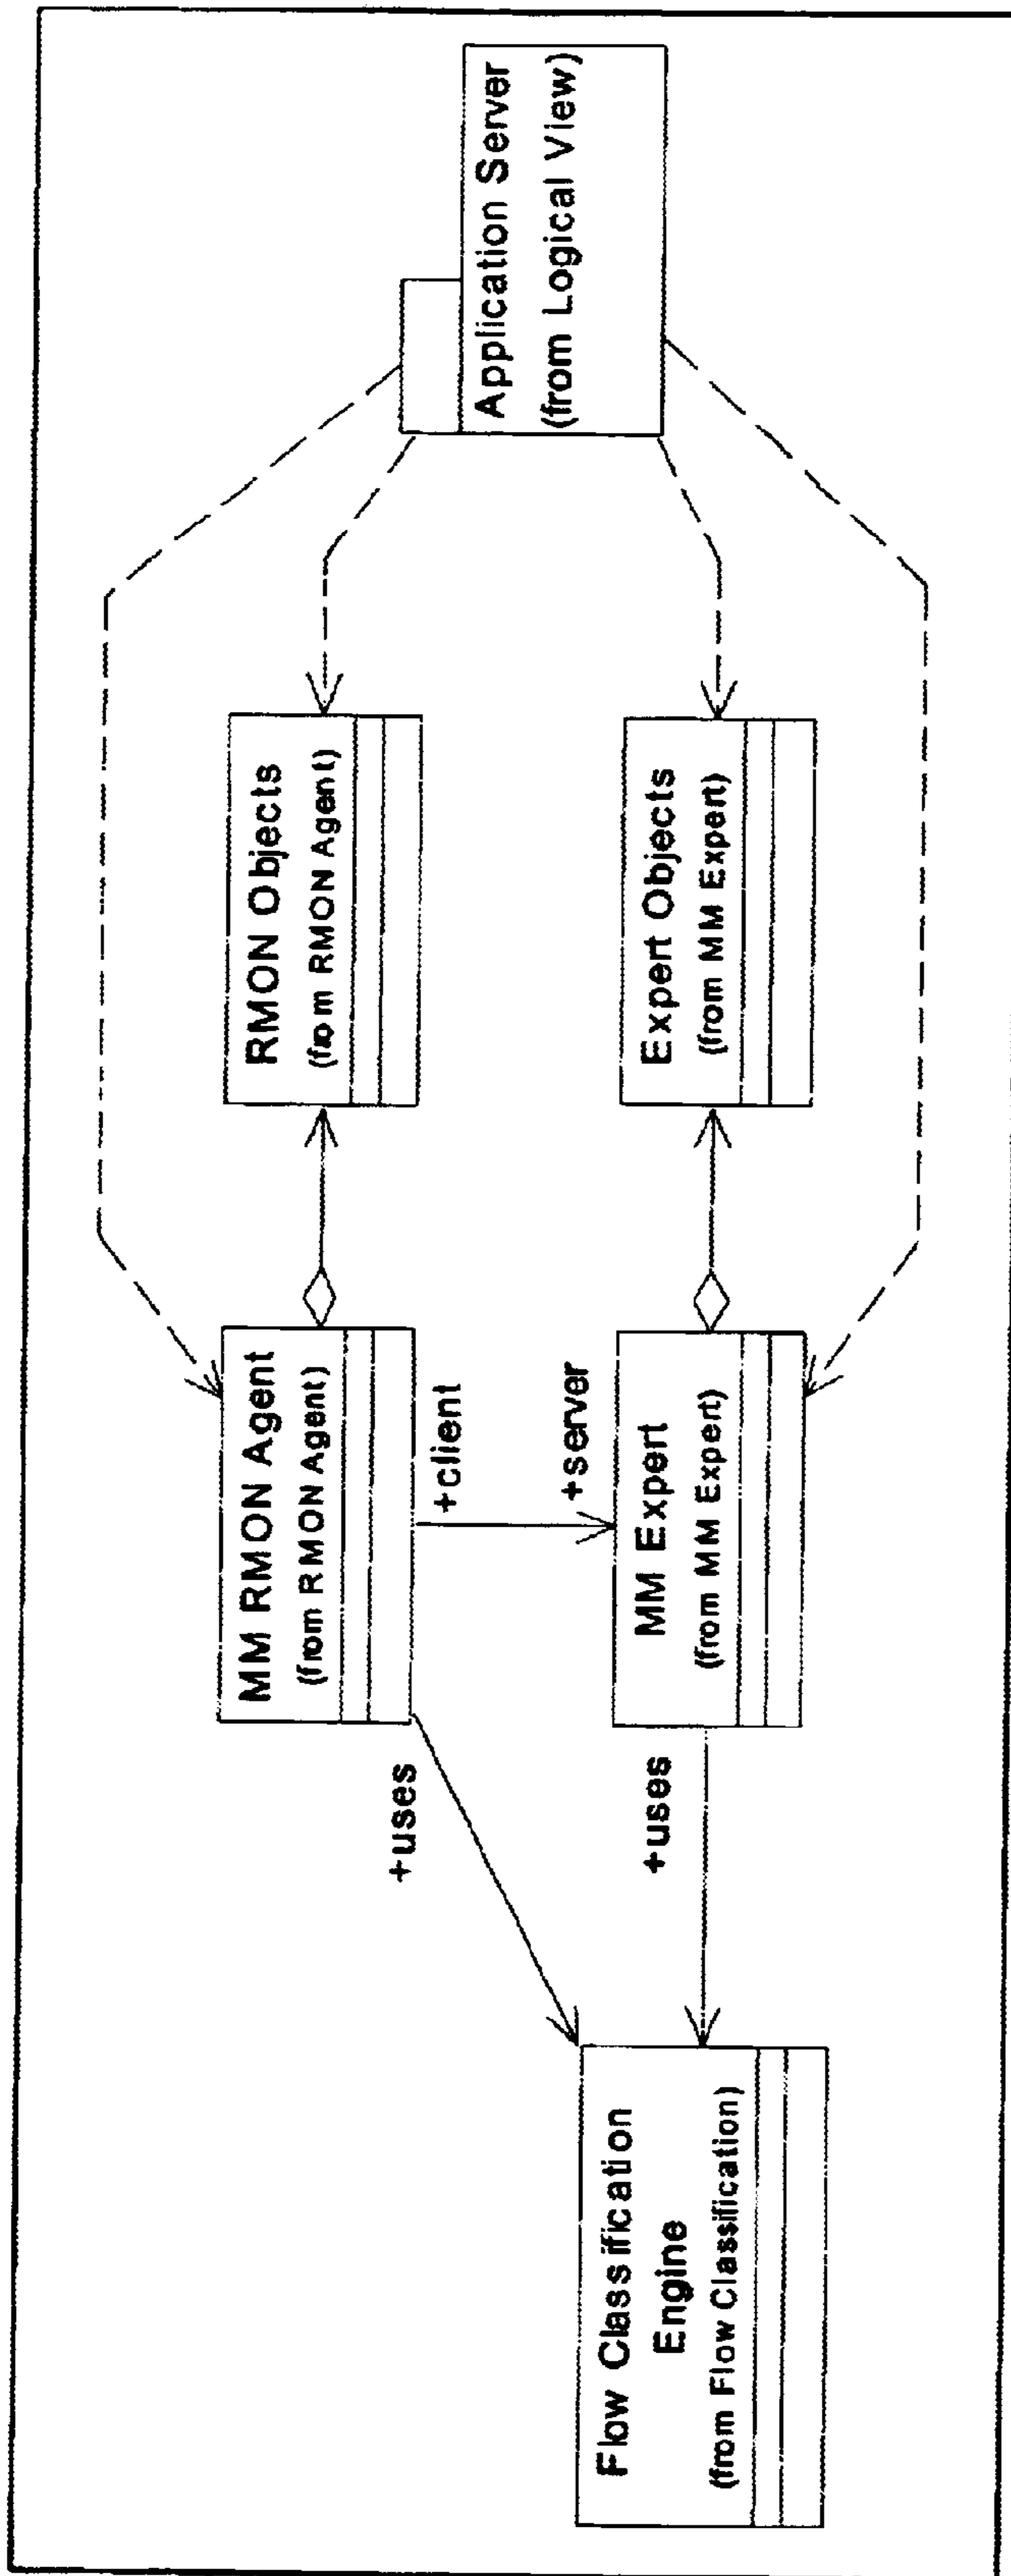 MM RMON Agent
(from RMON Agent)
RMON Objects
(from RMON Agent)
Application Server
(from Logical View)
+uses
+client
+server
Flow Classification
Engine
(from Flow Classification)
+uses
MM Expert
(from MM Expert)
Expert Objects
(from MM Expert)